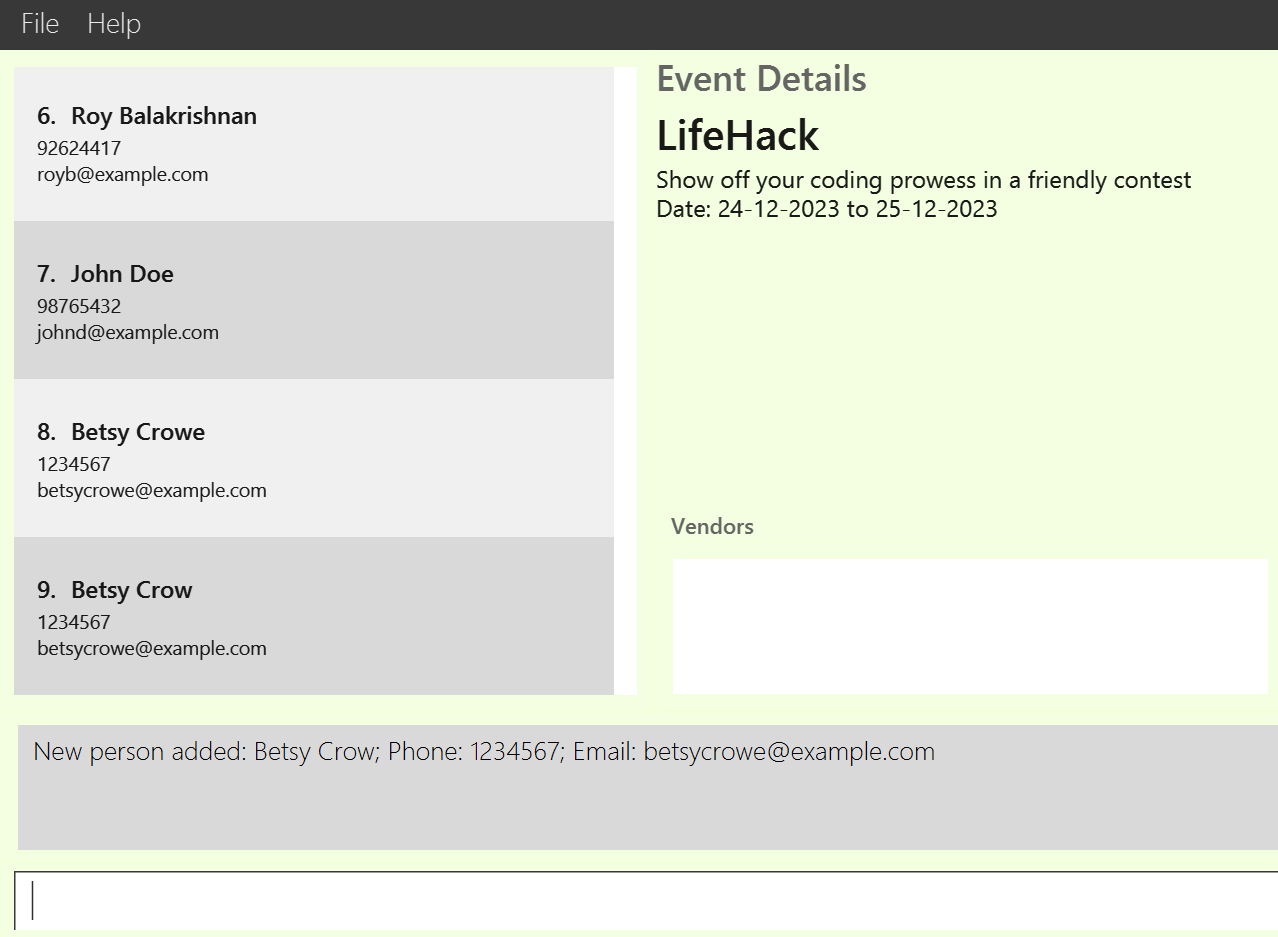 File Help
6. Roy Balakrishnan
92624417
royb@example.com
7. John Doe
98765432
johnd@example.com
8. Betsy Crowe
1234567
betsycrowe@example.com
9. Betsy Crow
1234567
betsycrowe@example.com
Event Details
LifeHack
Show off your coding prowess in a friendly contest
Date: 24-12-2023 to 25-12-2023
Vendors
New person added: Betsy Crow; Phone: 1234567; Email: betsycrowe@example.com